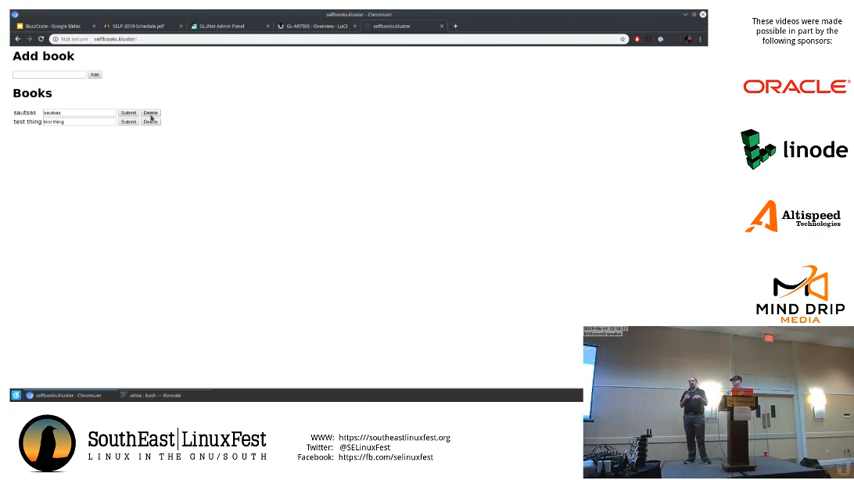 selfbooks.kluster - Chromium
BuzzCrate - Google Slides
SELF-2019-Schedule.pdf
GL.iNet Admin Panel
GL-AR750S - Overview - LuCI
selfbooks.kluster
Not secure
selfbooks.kluster
Add book
Add
Books
sautsas
sautsas
Submit
Delete
test thing
test thing
Submit
Delete
selfbooks.kluster - Chromium
bash — Konsole
These videos were made
possible in part by the
following sponsors:
ORACLE
linode
Altispeed
Technologies
MIND DRIP
MEDIA
SouthEast LinuxFest
LINUX IN THE GNU/SOUTH
WWW: https://southeastlinuxfest.org
Twitter: @SELinuxFest
Facebook: https://fb.com/selinuxfest